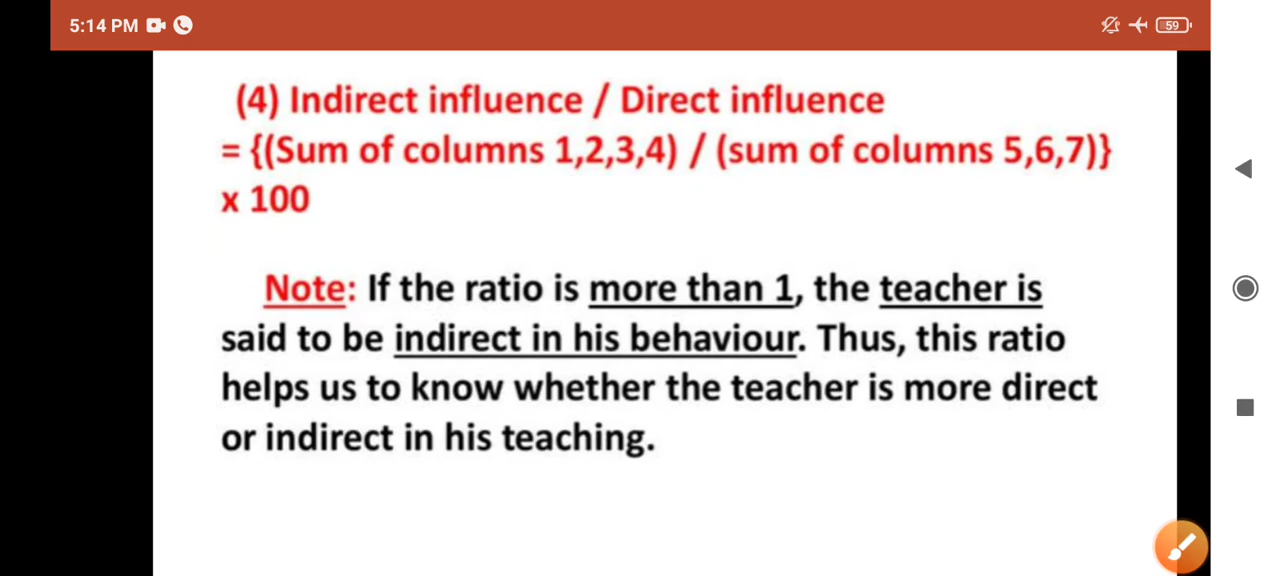 5:14 PM
59
(4) Indirect influence / Direct influence
= {(Sum of columns 1,2,3,4) / (sum of columns 5,6,7)}
x 100
Note: If the ratio is more than 1, the teacher is
said to be indirect in his behaviour. Thus, this ratio
helps us to know whether the teacher is more direct
or indirect in his teaching.